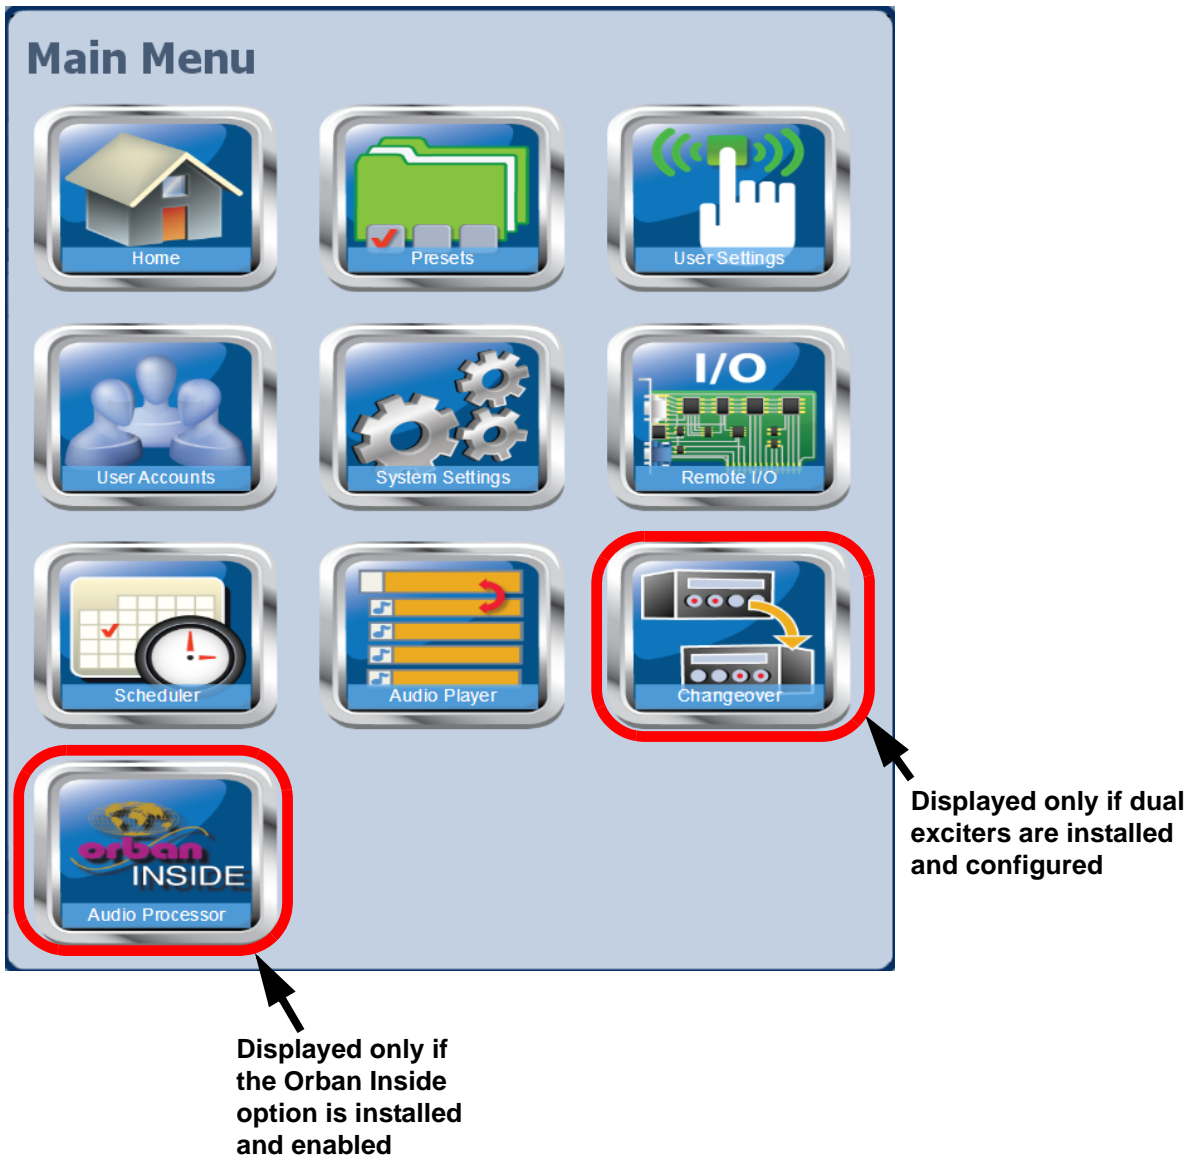 Main Menu
Home
Presets
User Settings
User Accounts
System Settings
I/O
Remote I/O
Scheduler
Audio Player
Changeover
orban
INSIDE
Audio Processor
Displayed only if dual
exciters are installed
and configured
Displayed only if
the Orban Inside
option is installed
and enabled